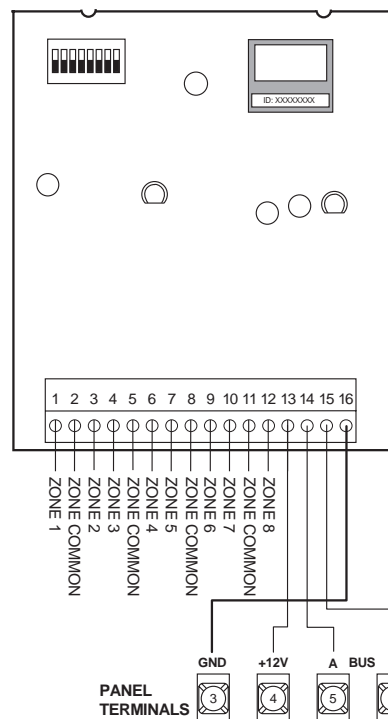 ID: XXXXXXXX
1 2 3 4 5 6 7 8 9 10 11 12 13 14 15 16
ZONE 1
ZONE COMMON
ZONE 2
ZONE 3
ZONE COMMON
ZONE 4
ZONE 5
ZONE COMMON
ZONE 6
ZONE 7
ZONE COMMON
ZONE 8
GND +12V A BUS
PANEL
TERMINALS
3 4 5